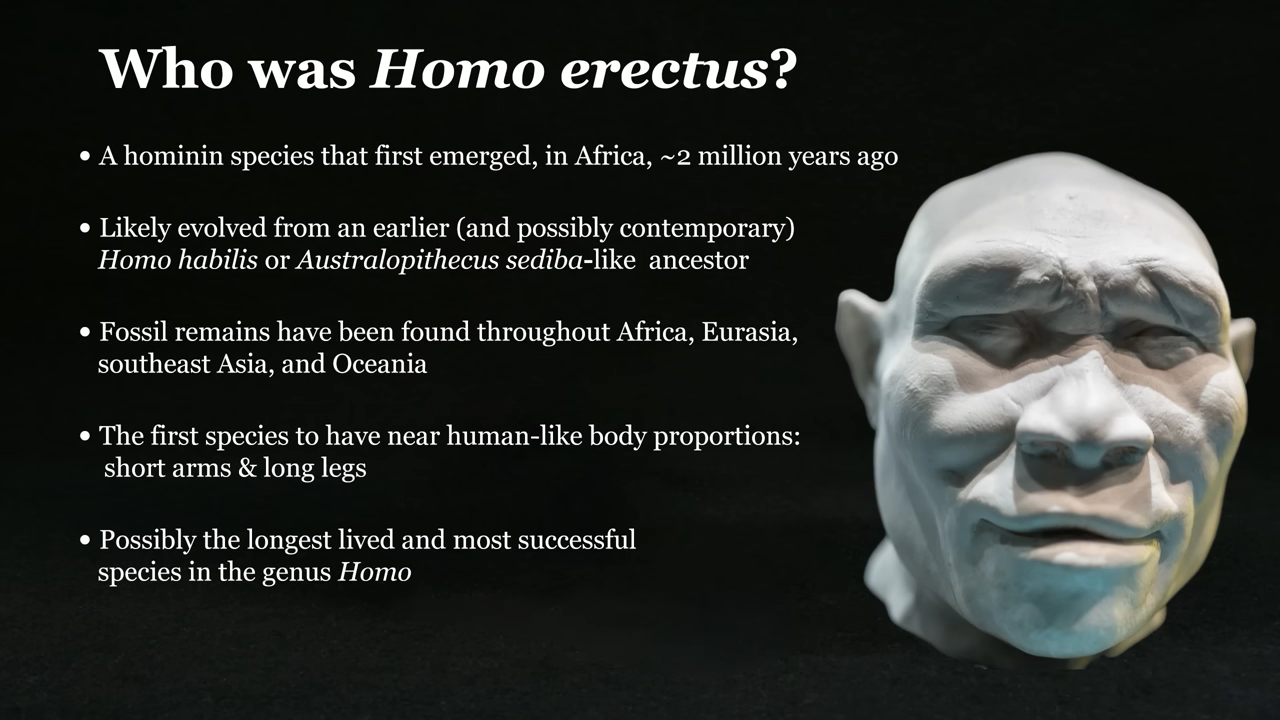 Who was Homo erectus?
• A hominin species that first emerged, in Africa, ~2 million years ago
• Likely evolved from an earlier (and possibly contemporary)
Homo habilis or Australopithecus sediba-like  ancestor
• Fossil remains have been found throughout Africa, Eurasia,
southeast Asia, and Oceania
• The first species to have near human-like body proportions:
short arms & long legs
• Possibly the longest lived and most successful
species in the genus Homo